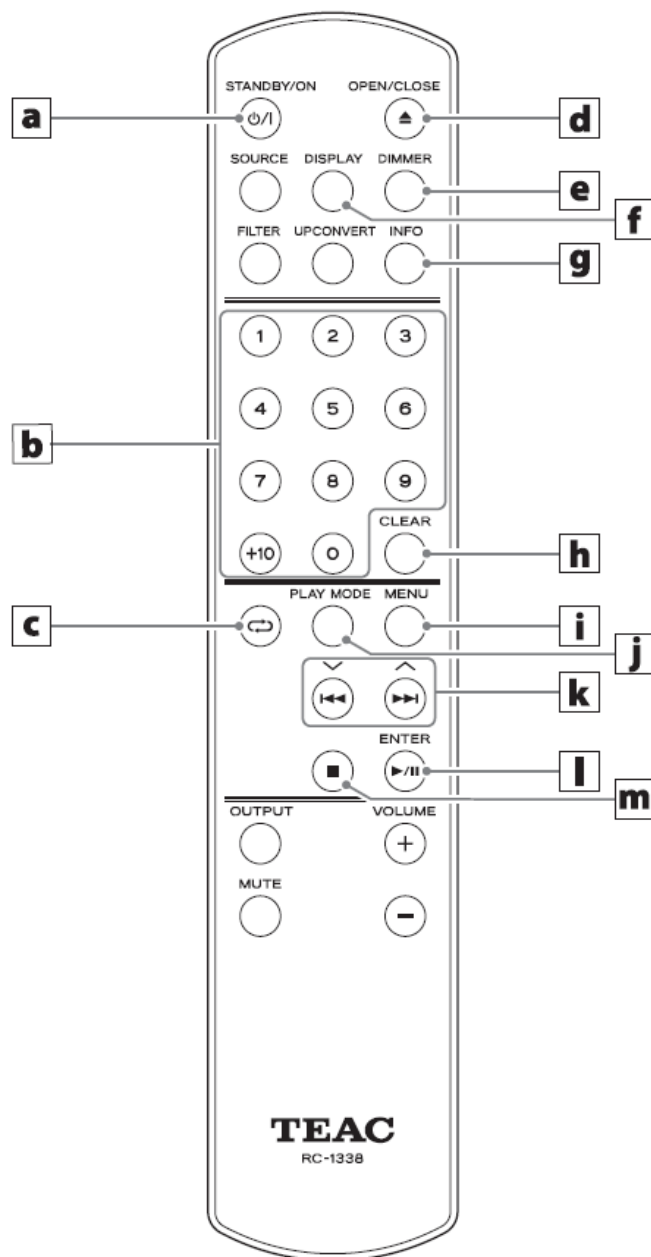 STANDBY/ON OPEN/CLOSE
a ⏻/I ⏏ d
SOURCE DISPLAY DIMMER
e
f
FILTER UPCONVERT INFO
g
1 2 3
4 5 6
b
7 8 9
CLEAR
+10 0 h
PLAY MODE MENU
c i
j
k
ENTER
▶/⏸ l
m
OUTPUT VOLUME
+
MUTE
−
TEAC
RC-1338